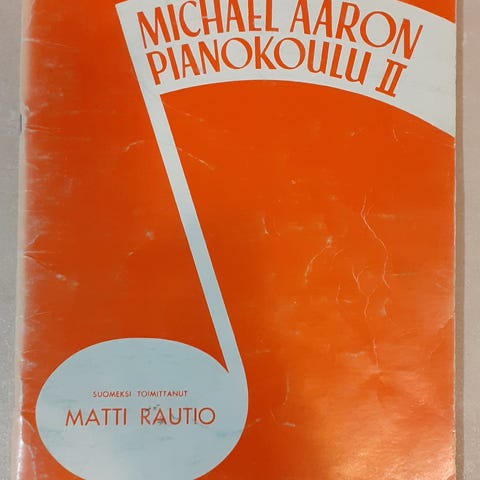 MICHAEL AARON
PIANOKOULU II
SUOMEKSI TOIMITTANUT
MATTI RAUTIO